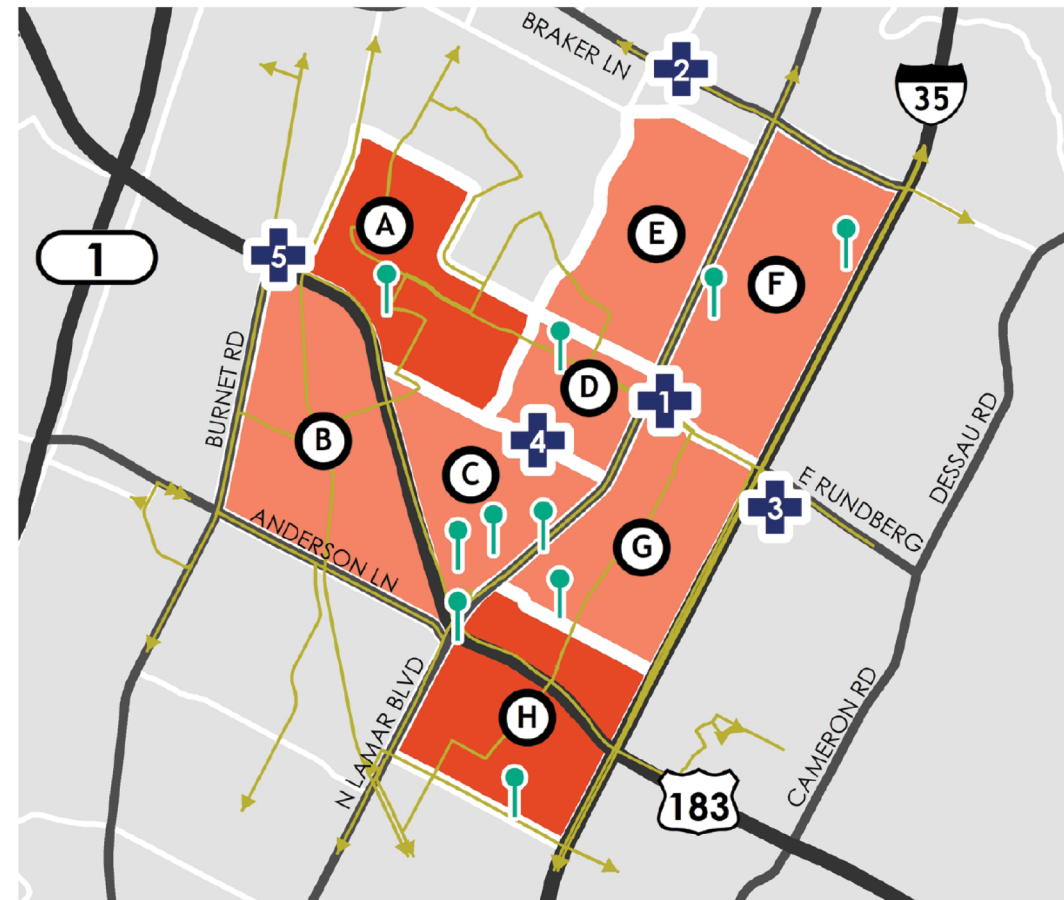 BRAKER LN
2
35
A
E
1
5
F
BURNET RD
D
1
B
4
C
DESSAU RD
E RUNDBERG
3
ANDERSON LN
G
N LAMAR BLVD
CAMERON RD
H
183